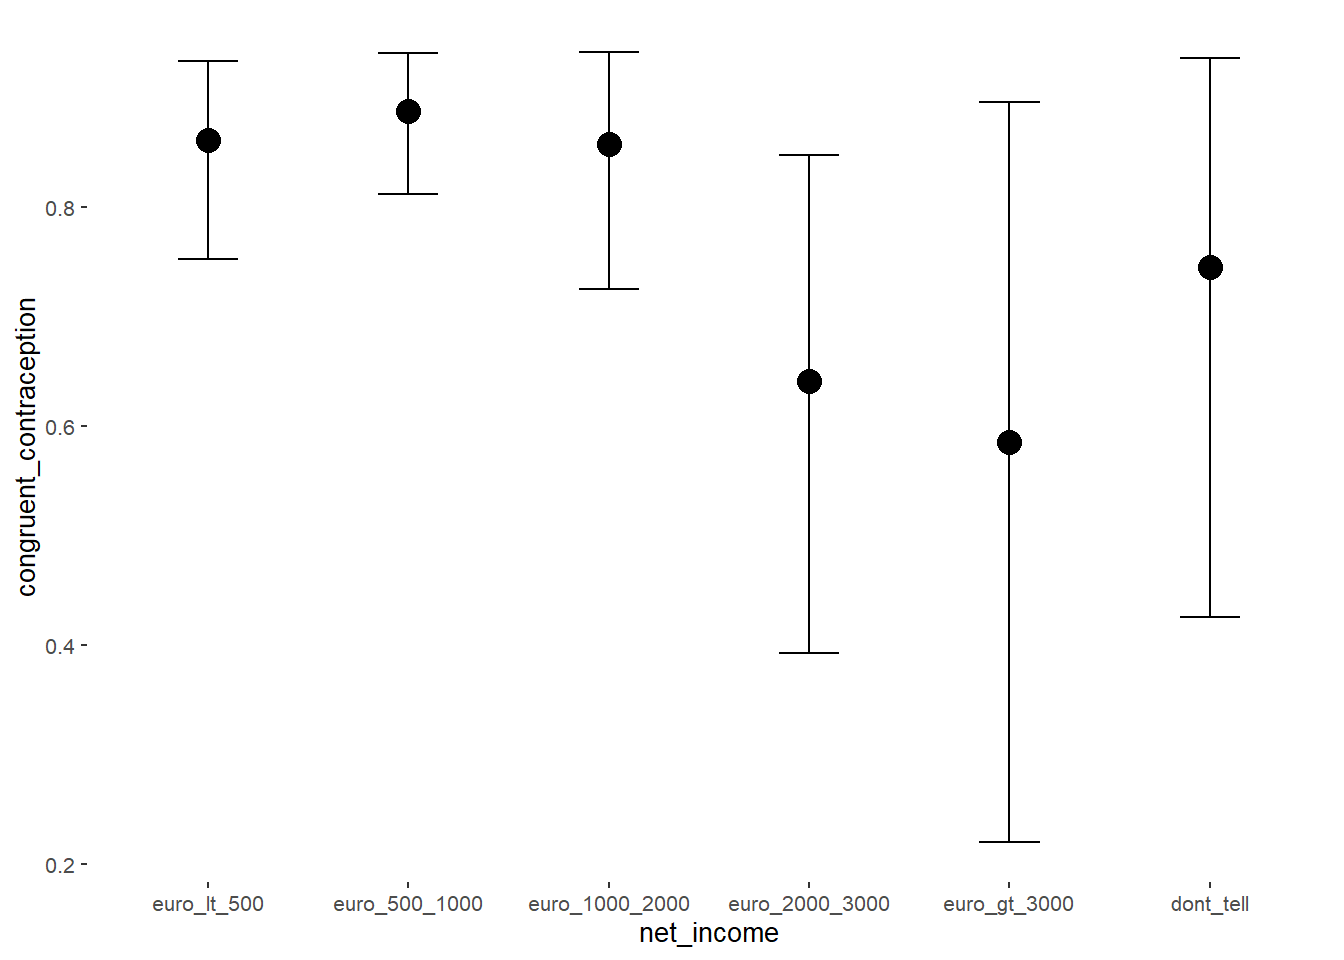 congruent_contraception
0.8
0.6
0.4
0.2
euro_lt_500 euro_500_1000 euro_1000_2000 euro_2000_3000 euro_gt_3000 dont_tell
net_income